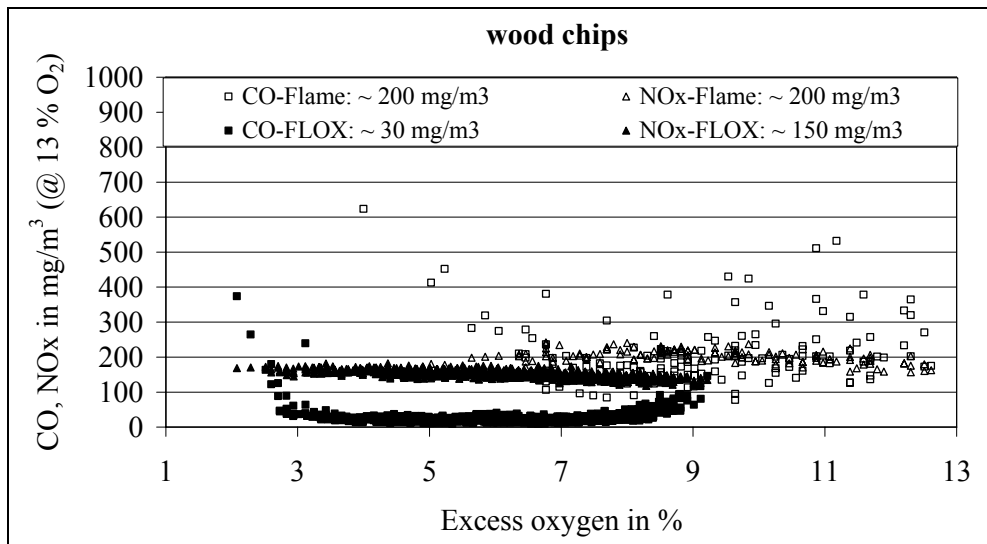 wood chips
CO, NOx in mg/m³ (@ 13 % O₂)
1000
900
800
700
600
500
400
300
200
100
0
□ CO-Flame: ~ 200 mg/m3
△ NOx-Flame: ~ 200 mg/m3
■ CO-FLOX: ~ 30 mg/m3
▲ NOx-FLOX: ~ 150 mg/m3
1 3 5 7 9 11 13
Excess oxygen in %